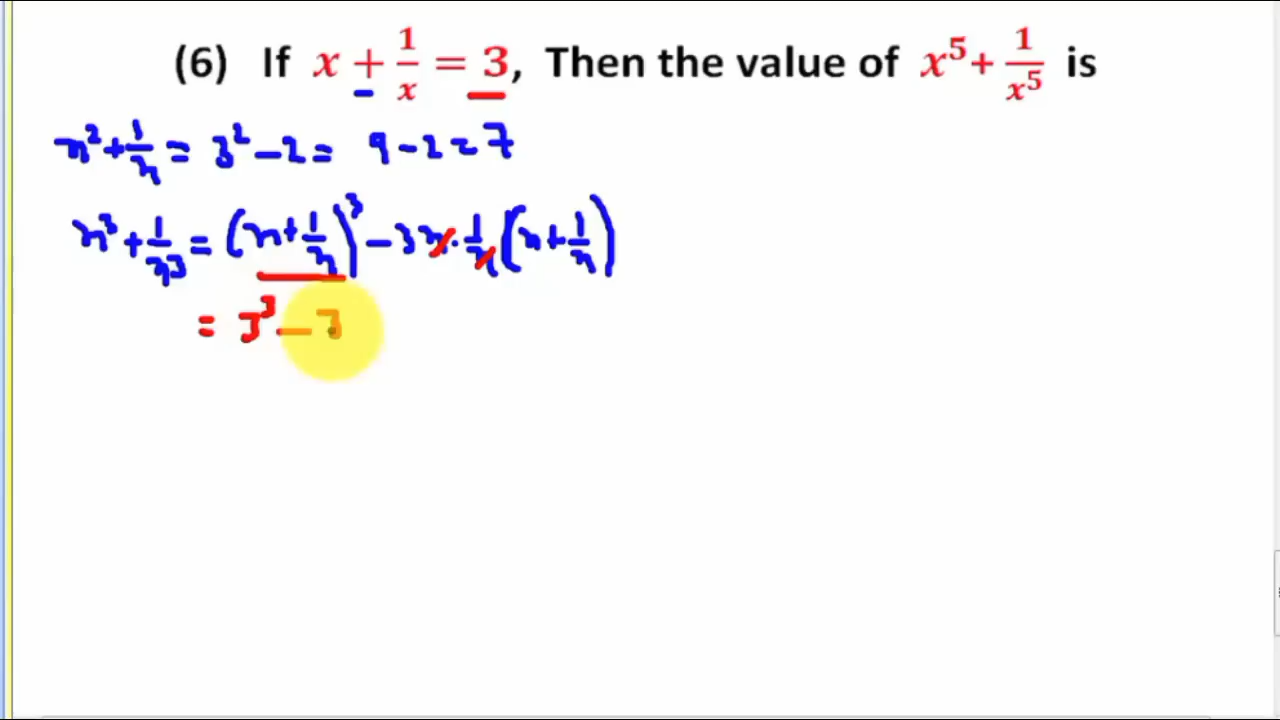 (6) If x + 1/x = 3, Then the value of x⁵+ 1/x⁵ is
x² + 1/x = 3² − 2 = 9 − 2 = 7
x³ + 1/x³ = (x + 1/x)³ − 3x · 1/x (x + 1/x)
= 3³ − 3